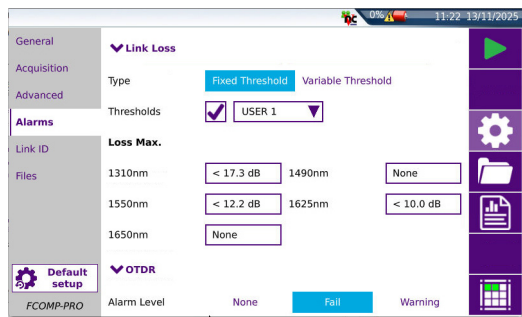 0% 11:22 13/11/2025
General
Acquisition
Advanced
Alarms
Link ID
Files
Default
setup
FCOMP-PRO
Link Loss
Type Fixed Threshold Variable Threshold
Thresholds USER 1
Loss Max.
1310nm < 17.3 dB 1490nm None
1550nm < 12.2 dB 1625nm < 10.0 dB
1650nm None
OTDR
Alarm Level None Fail Warning